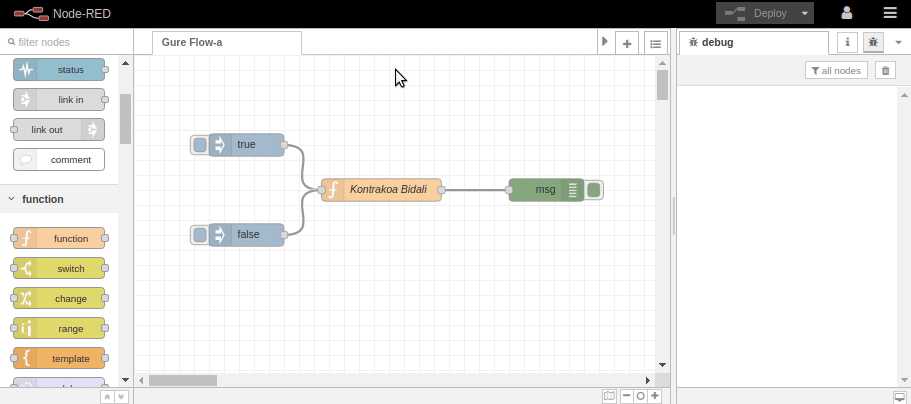 Node-RED
Deploy
filter nodes
Gure Flow-a
debug
i
all nodes
status
link in
link out
comment
function
function
switch
change
range
template
true
false
Kontrakoa Bidali
msg